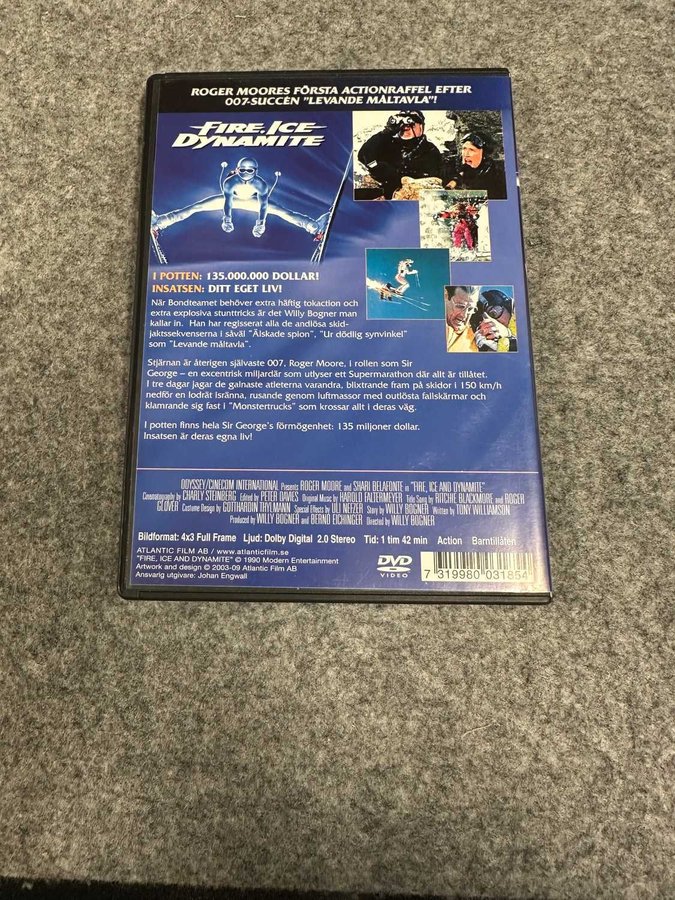 ROGER MOORES FÖRSTA ACTIONRAFFEL EFTER
007-SUCCÉN "LEVANDE MÅLTAVLA"!
FIRE, ICE
DYNAMITE
I POTTEN: 135.000.000 DOLLAR!
INSATSEN: DITT EGET LIV!
När Bondteamet behöver extra häftig tokaction och
extra explosiva stunttricks är det Willy Bogner man
kallar in. Han har regisserat alla de andlösa skid-
jaktssekvenserna i såväl "Älskade spion", "Ur dödlig synvinkel"
som "Levande måltavla".
Stjärnan är återigen självaste 007, Roger Moore, i rollen som Sir
George – en excentrisk miljardär som utlyser ett Supermarathon där allt är tillåtet.
I tre dagar jagar de galnaste atleterna varandra, blixtrande fram på skidor i 150 km/h
nedför en lodrät isränna, rusande genom luftmassor med outlösta fallskärmar och
klamrande sig fast i "Monstertrucks" som krossar allt i deras väg.
I potten finns hela Sir George's förmögenhet: 135 miljoner dollar.
Insatsen är deras egna liv!
ODYSSEY/CINECOM INTERNATIONAL Presents ROGER MOORE and SHARI BELAFONTE in "FIRE, ICE AND DYNAMITE"
Cinematography by CHARLY STEINBERG Edited by PETER DAVIES Original Music by HAROLD FALTERMEYER Title Song by RITCHIE BLACKMORE and ROGER
GLOVER Costume Design by GOTTHARDIN THYLMANN Special Effects by ULI NEFZER Story by WILLY BOGNER Written by TONY WILLIAMSON
Produced by WILLY BOGNER and BERND EICHINGER Directed by WILLY BOGNER
Bildformat: 4x3 Full Frame Ljud: Dolby Digital 2.0 Stereo Tid: 1 tim 42 min Action Barntillåten
ATLANTIC FILM AB / www.atlanticfilm.se
"FIRE, ICE AND DYNAMITE" © 1990 Modern Entertainment
Artwork and design © 2003-09 Atlantic Film AB
Ansvarig utgivare: Johan Engwall
DVD
VIDEO
7 319980 031854